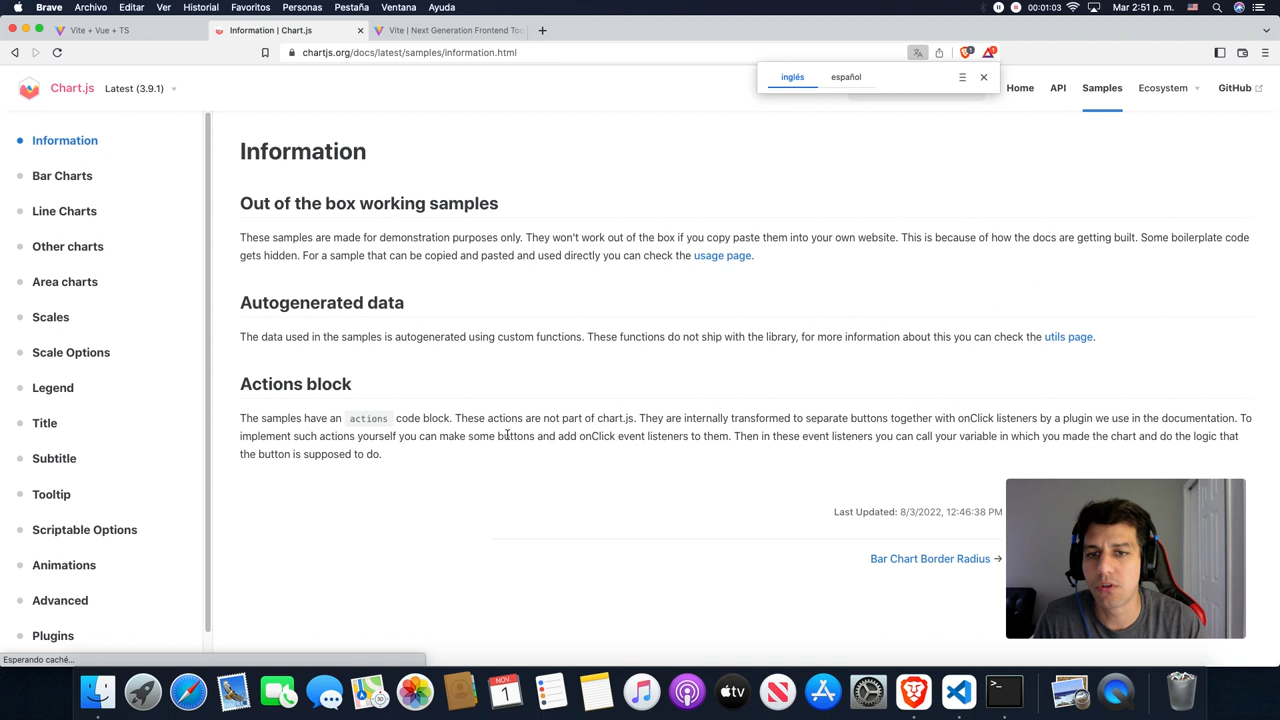 Brave Archivo Editar Ver Historial Favoritos Personas Pestaña Ventana Ayuda 00:01:03 Mar 2:51 p. m.
Vite + Vue + TS
Information | Chart.js
Vite | Next Generation Frontend Too
chartjs.org/docs/latest/samples/information.html
inglés español
Chart.js Latest (3.9.1)
Home API Samples Ecosystem GitHub
Information
Bar Charts
Line Charts
Other charts
Area charts
Scales
Scale Options
Legend
Title
Subtitle
Tooltip
Scriptable Options
Animations
Advanced
Plugins
Information
Out of the box working samples
These samples are made for demonstration purposes only. They won't work out of the box if you copy paste them into your own website. This is because of how the docs are getting built. Some boilerplate code
gets hidden. For a sample that can be copied and pasted and used directly you can check the usage page.
Autogenerated data
The data used in the samples is autogenerated using custom functions. These functions do not ship with the library, for more information about this you can check the utils page.
Actions block
The samples have an actions code block. These actions are not part of chart.js. They are internally transformed to separate buttons together with onClick listeners by a plugin we use in the documentation. To
implement such actions yourself you can make some buttons and add onClick event listeners to them. Then in these event listeners you can call your variable in which you made the chart and do the logic that
the button is supposed to do.
Last Updated: 8/3/2022, 12:46:38 PM
Bar Chart Border Radius →
Esperando caché...
NOV.
1
tv